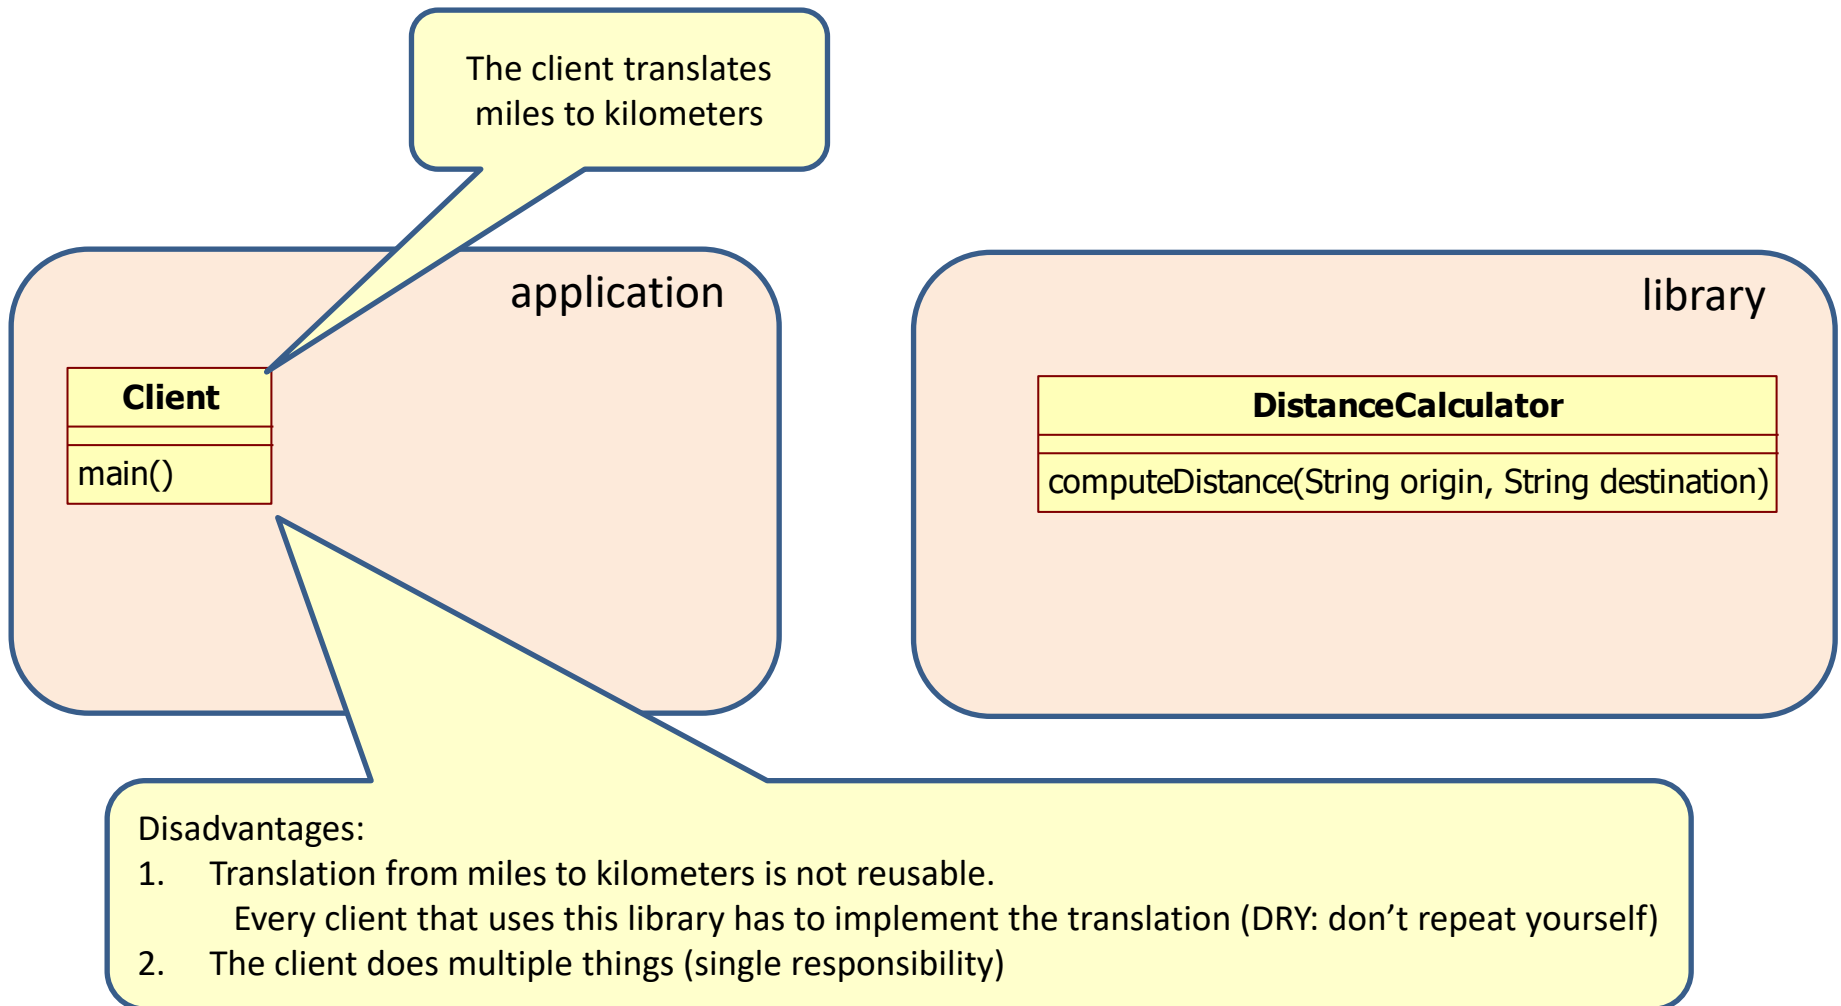 The client translates
miles to kilometers
application
library
Client
main()
DistanceCalculator
computeDistance(String origin, String destination)
Disadvantages:
1. Translation from miles to kilometers is not reusable.
Every client that uses this library has to implement the translation (DRY: don’t repeat yourself)
2. The client does multiple things (single responsibility)